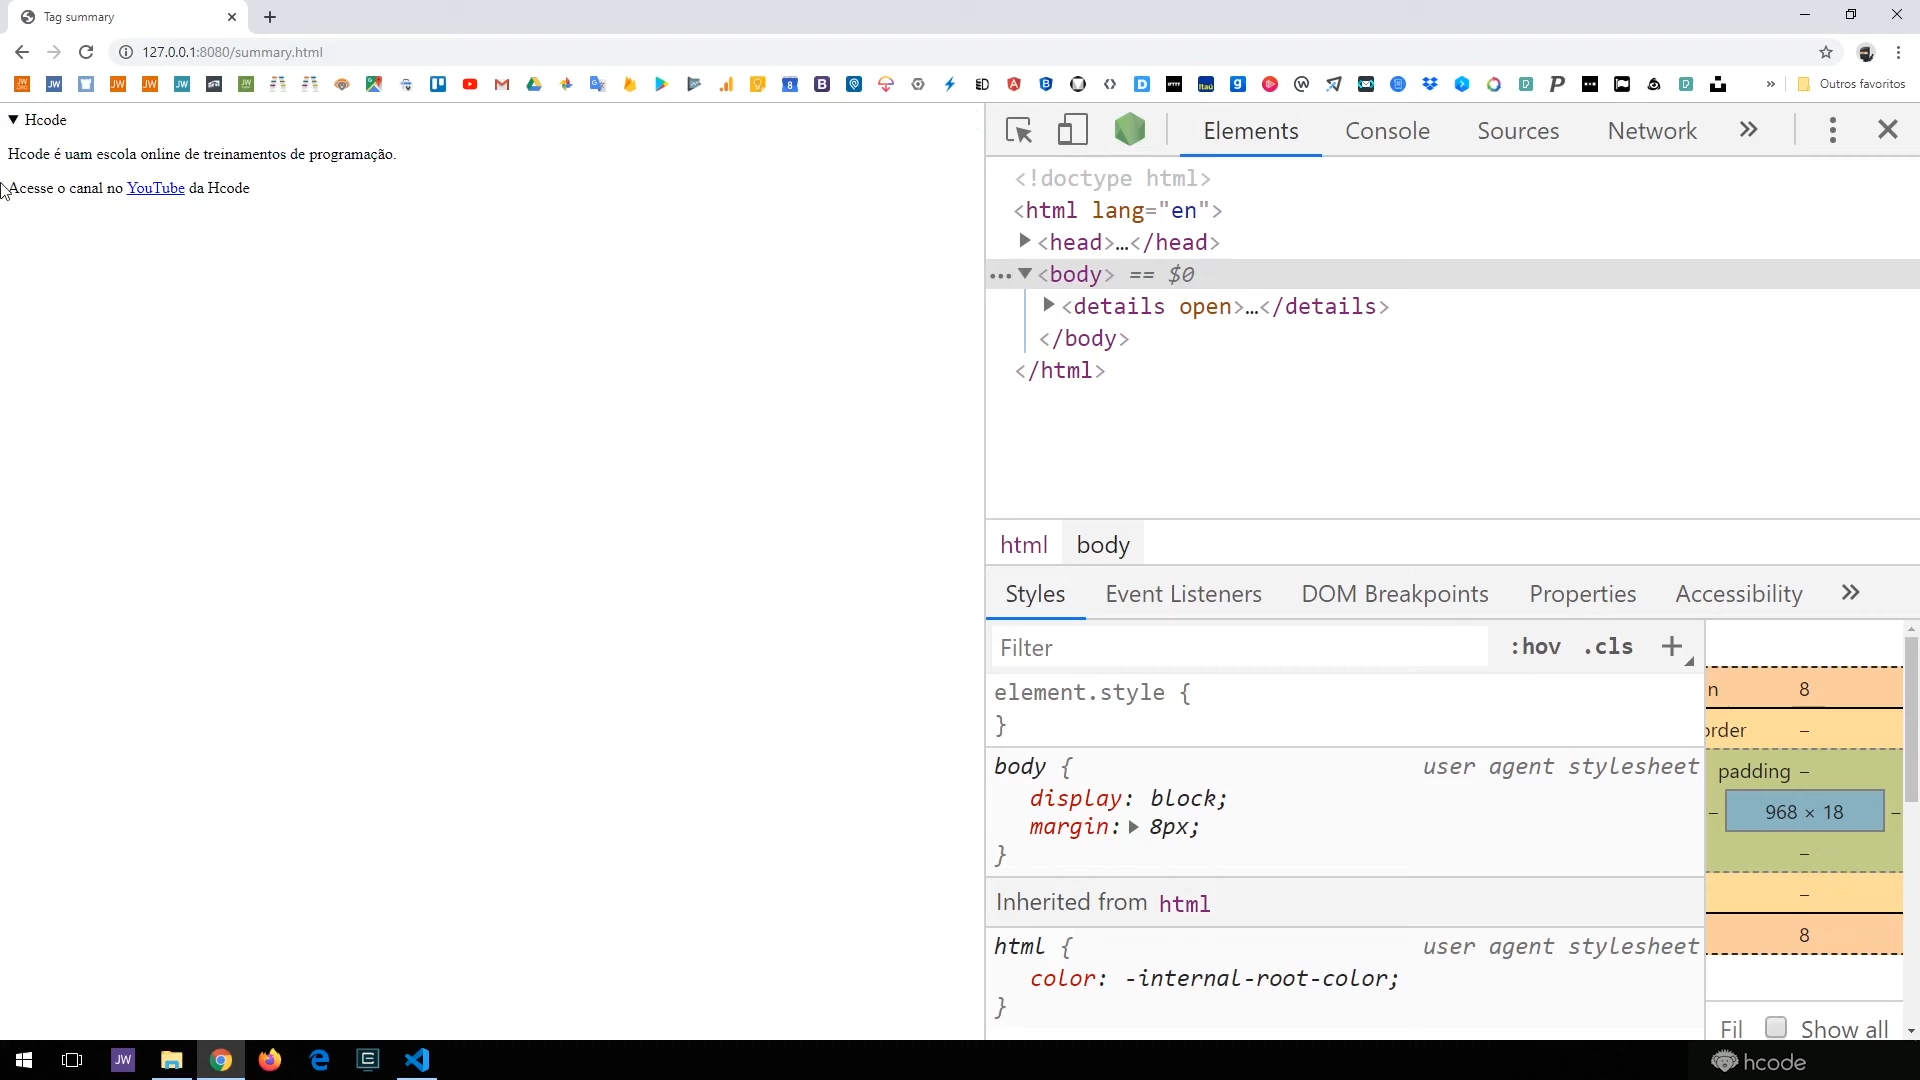 Tag summary
127.0.0.1:8080/summary.html
Outros favoritos
Hcode
Hcode é uam escola online de treinamentos de programação.
Acesse o canal no YouTube da Hcode
Elements Console Sources Network
<!doctype html>
<html lang="en">
<head>…</head>
<body> == $0
<details open>…</details>
</body>
</html>
html body
Styles Event Listeners DOM Breakpoints Properties Accessibility
Filter :hov .cls
element.style {
}
body { user agent stylesheet
display: block;
margin: 8px;
}
Inherited from html
html { user agent stylesheet
color: -internal-root-color;
}
n 8
order –
padding –
– 968 × 18 –
–
–
8
Fil Show all
JW
hcode